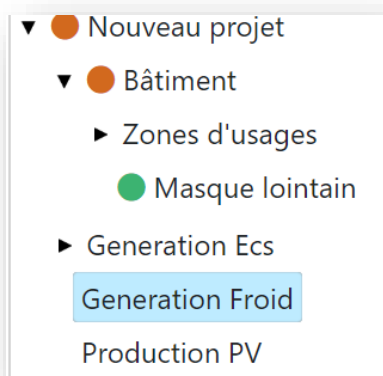 Nouveau projet
Bâtiment
Zones d'usages
Masque lointain
Generation Ecs
Generation Froid
Production PV